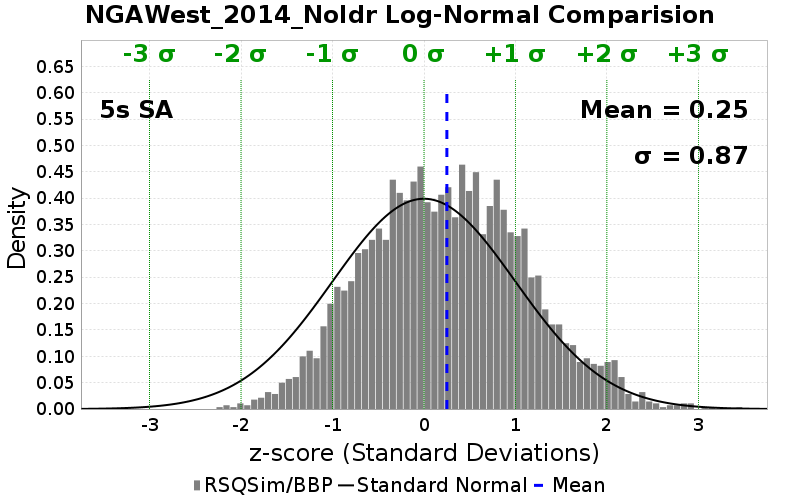 NGAWest_2014_NoIdr Log-Normal Comparision
-3 σ -2 σ -1 σ 0 σ +1 σ +2 σ +3 σ
5s SA
Mean = 0.25
σ = 0.87
Density
0.65
0.60
0.55
0.50
0.45
0.40
0.35
0.30
0.25
0.20
0.15
0.10
0.05
0.00
-3 -2 -1 0 1 2 3
z-score (Standard Deviations)
RSQSim/BBP Standard Normal Mean